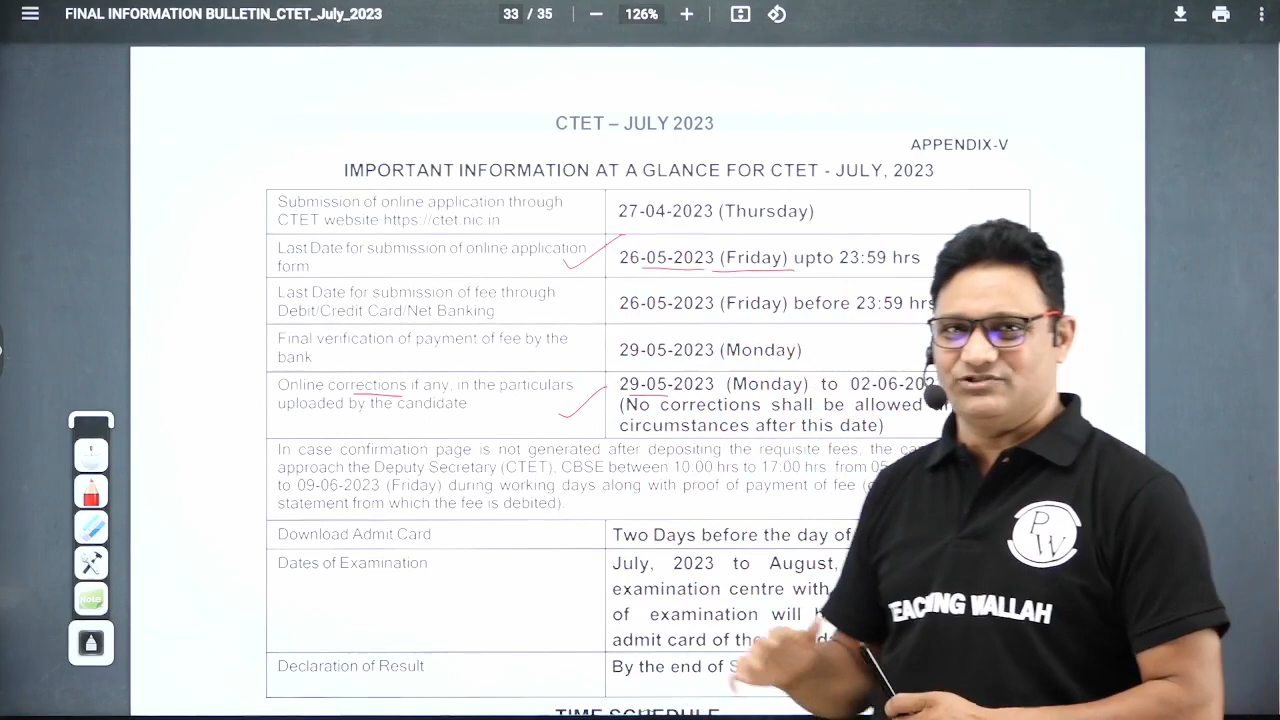 FINAL INFORMATION BULLETIN_CTET_July_2023
33 / 35
126%
CTET – JULY 2023
APPENDIX-V
IMPORTANT INFORMATION AT A GLANCE FOR CTET - JULY, 2023
Submission of online application through
CTET website https://ctet.nic.in
27-04-2023 (Thursday)
Last Date for submission of online application
form
26-05-2023 (Friday) upto 23:59 hrs
Last Date for submission of fee through
Debit/Credit Card/Net Banking
26-05-2023 (Friday) before 23:59 hrs
Final verification of payment of fee by the
bank
29-05-2023 (Monday)
Online corrections if any, in the particulars
uploaded by the candidate
29-05-2023 (Monday) to 02-06-202
(No corrections shall be allowed
circumstances after this date)
In case confirmation page is not generated after depositing the requisite fees, the
approach the Deputy Secretary (CTET), CBSE between 10:00 hrs to 17:00 hrs. from 05
to 09-06-2023 (Friday) during working days along with proof of payment of fee
statement from which the fee is debited).
Download Admit Card
Two Days before the day of
Dates of Examination
July, 2023 to August,
examination centre with
of examination will
admit card of the
Declaration of Result
By the end of S
TIME SCHEDULE
Note
PW
TEACHING WALLAH